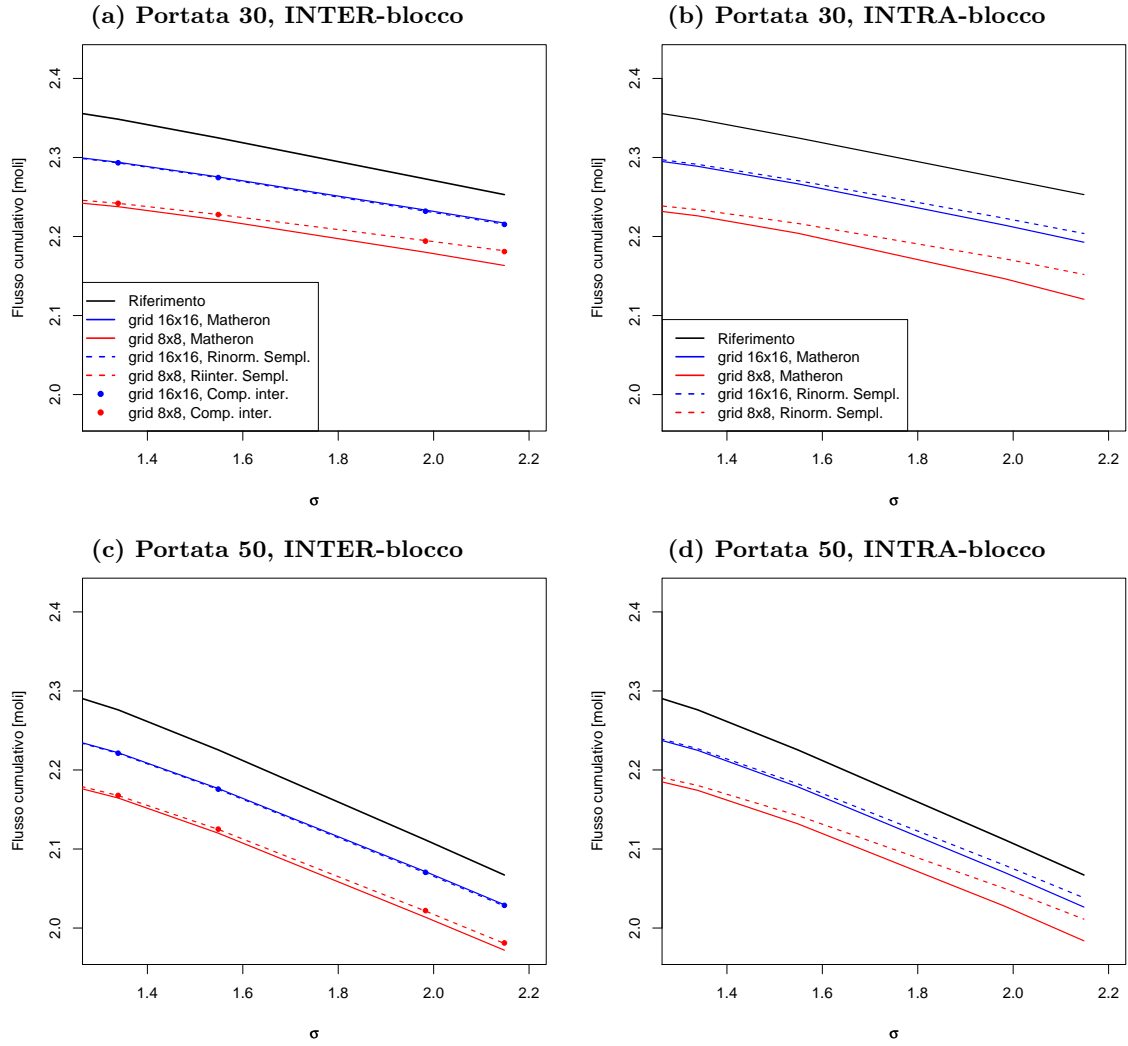 (a) Portata 30, INTER-blocco
Flusso cumulativo [moli]
2.4
2.3
2.2
2.1
2.0
Riferimento
grid 16x16, Matheron
grid 8x8, Matheron
grid 16x16, Rinorm. Sempl.
grid 8x8, Riinter. Sempl.
grid 16x16, Comp. inter.
grid 8x8, Comp. inter.
1.4 1.6 1.8 2.0 2.2
σ
(b) Portata 30, INTRA-blocco
Flusso cumulativo [moli]
2.4
2.3
2.2
2.1
2.0
Riferimento
grid 16x16, Matheron
grid 8x8, Matheron
grid 16x16, Rinorm. Sempl.
grid 8x8, Rinorm. Sempl.
1.4 1.6 1.8 2.0 2.2
σ
(c) Portata 50, INTER-blocco
Flusso cumulativo [moli]
2.4
2.3
2.2
2.1
2.0
1.4 1.6 1.8 2.0 2.2
σ
(d) Portata 50, INTRA-blocco
Flusso cumulativo [moli]
2.4
2.3
2.2
2.1
2.0
1.4 1.6 1.8 2.0 2.2
σ